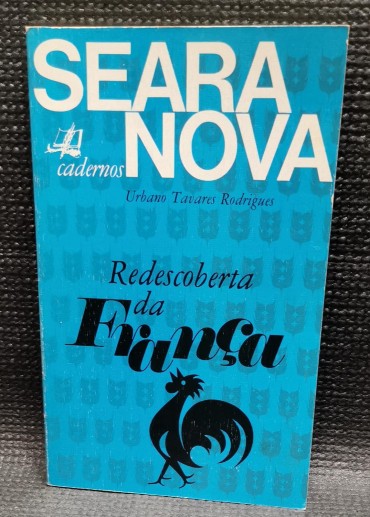 SEARA
NOVA
cadernos
Urbano Tavares Rodrigues
Redescoberta
da
França